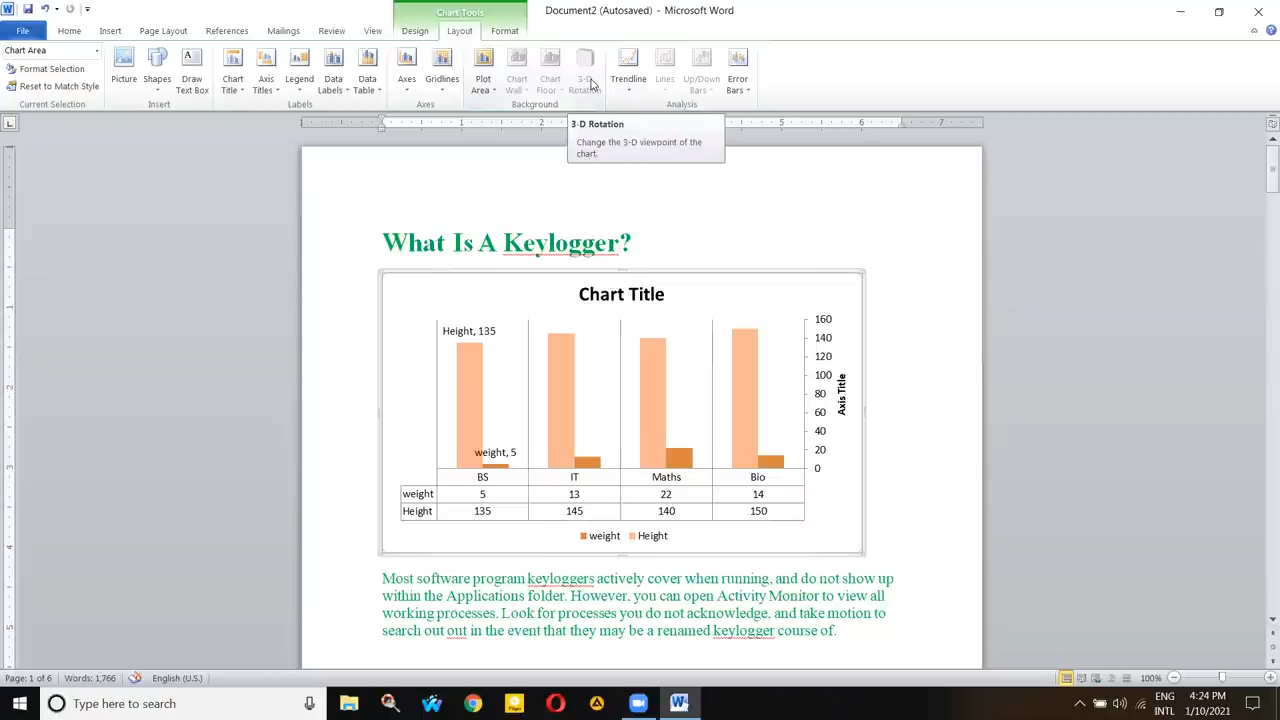 Chart Tools
Document2 (Autosaved) - Microsoft Word
File Home Insert Page Layout References Mailings Review View Design Layout Format
Chart Area
Format Selection
Reset to Match Style
Current Selection
Picture
Shapes
Draw Text Box
Insert
Chart Title
Axis Titles
Legend
Data Labels
Data Table
Labels
Axes
Gridlines
Axes
Plot Area
Chart Wall
Chart Floor
3-D Rotation
Background
Trendline
Lines
Up/Down Bars
Error Bars
Analysis
3-D Rotation
Change the 3-D viewpoint of the
chart.
1 1 2 5 6 7
What Is A Keylogger?
Chart Title
Height, 135
weight, 5
160
140
120
100
80
60
40
20
0
Axis Title
BS IT Maths Bio
weight 5 13 22 14
Height 135 145 140 150
weight Height
Most software program keyloggers actively cover when running, and do not show up
within the Applications folder. However, you can open Activity Monitor to view all
working processes. Look for processes you do not acknowledge, and take motion to
search out out in the event that they may be a renamed keylogger course of.
Page: 1 of 6 Words: 1,766 English (U.S.) 100%
Type here to search
ENG
INTL
4:24 PM
1/10/2021